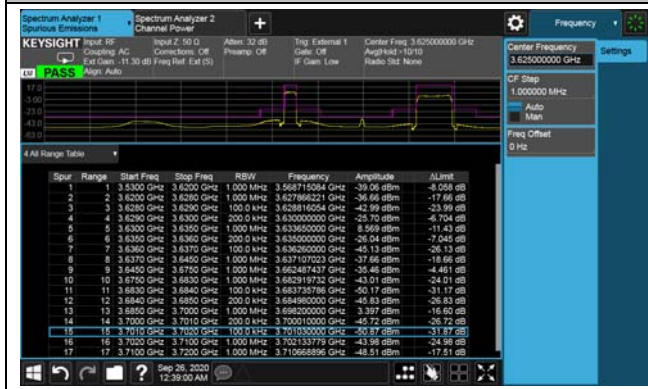 Spectrum Analyzer 1
Spurious Emissions
Spectrum Analyzer 2
Channel Power
+
Frequency
KEYSIGHT
Input: RF
Coupling: AC
Ext Gain: -11.30 dB
Align: Auto
Input Z: 50 Ω
Corrections: Off
Freq Ref: Ext (S)
Atten: 32 dB
Preamp: Off
Trig: External 1
Gate: Off
IF Gain: Low
Center Freq: 3.625000000 GHz
Avg|Hold:>10/10
Radio Std: None
LU PASS
17.0
-3.00
-23.0
-43.0
-63.0
Center Frequency
3.625000000 GHz
Settings
CF Step
1.000000 MHz
Auto
Man
Freq Offset
0 Hz
4 All Range Table
Spur Range Start Freq Stop Freq RBW Frequency Amplitude ΔLimit
1 1 3.5300 GHz 3.6200 GHz 1.000 MHz 3.568715084 GHz -39.06 dBm -8.058 dB
2 2 3.6200 GHz 3.6280 GHz 1.000 MHz 3.627866221 GHz -36.66 dBm -17.66 dB
3 3 3.6280 GHz 3.6290 GHz 100.0 kHz 3.628816054 GHz -42.99 dBm -23.99 dB
4 4 3.6290 GHz 3.6300 GHz 200.0 kHz 3.630000000 GHz -25.70 dBm -6.704 dB
5 5 3.6300 GHz 3.6350 GHz 1.000 MHz 3.633650000 GHz 8.569 dBm -11.43 dB
6 6 3.6350 GHz 3.6360 GHz 200.0 kHz 3.635000000 GHz -26.04 dBm -7.045 dB
7 7 3.6360 GHz 3.6370 GHz 100.0 kHz 3.636260000 GHz -45.13 dBm -26.13 dB
8 8 3.6370 GHz 3.6450 GHz 1.000 MHz 3.637107023 GHz -37.66 dBm -18.66 dB
9 9 3.6450 GHz 3.6750 GHz 1.000 MHz 3.662487437 GHz -35.46 dBm -4.461 dB
10 10 3.6750 GHz 3.6830 GHz 1.000 MHz 3.682919732 GHz -43.01 dBm -24.01 dB
11 11 3.6830 GHz 3.6840 GHz 100.0 kHz 3.683735786 GHz -50.17 dBm -31.17 dB
12 12 3.6840 GHz 3.6850 GHz 200.0 kHz 3.684980000 GHz -45.83 dBm -26.83 dB
13 13 3.6850 GHz 3.7000 GHz 1.000 MHz 3.698200000 GHz 3.397 dBm -16.60 dB
14 14 3.7000 GHz 3.7010 GHz 200.0 kHz 3.700010000 GHz -45.72 dBm -26.72 dB
15 15 3.7010 GHz 3.7020 GHz 100.0 kHz 3.701030000 GHz -50.87 dBm -31.87 dB
16 16 3.7020 GHz 3.7100 GHz 1.000 MHz 3.702133779 GHz -43.98 dBm -24.98 dB
17 17 3.7100 GHz 3.7200 GHz 1.000 MHz 3.710668896 GHz -48.51 dBm -17.51 dB
?
Sep 26, 2020
12:39:00 AM